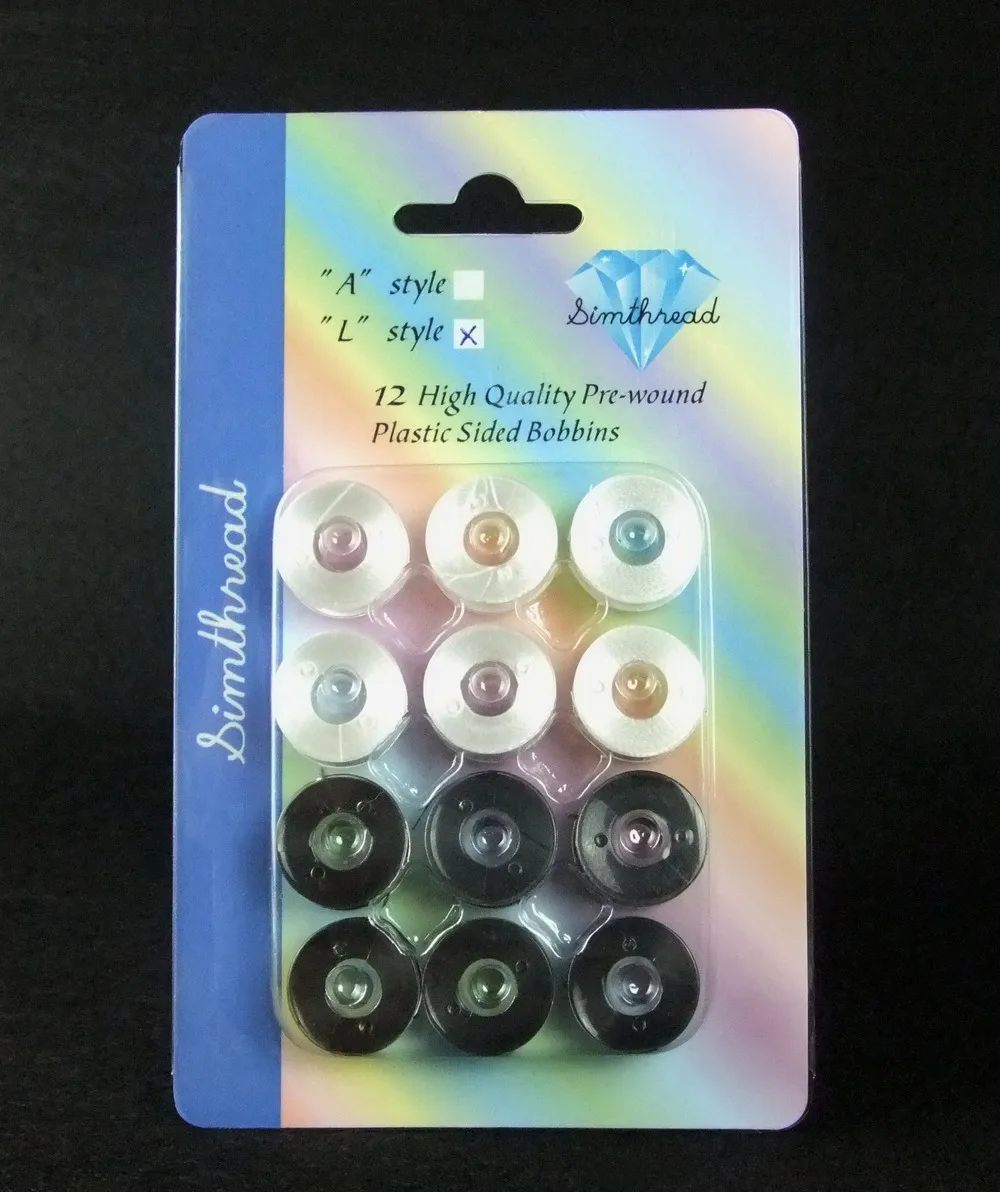 "A" style
"L" style X
Simthread
12 High Quality Pre-wound
Plastic Sided Bobbins
Simthread